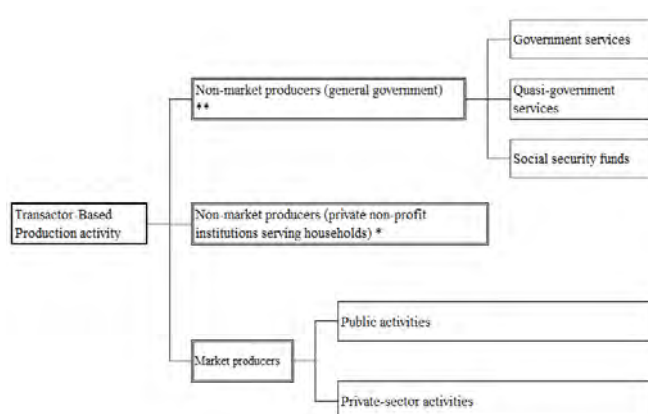 Government services
Non-market producers (general government)
**
Quasi-government
services
Social security funds
Transactor-Based
Production activity
Non-market producers (private non-profit
institutions serving households) *
Public activities
Market producers
Private-sector activities